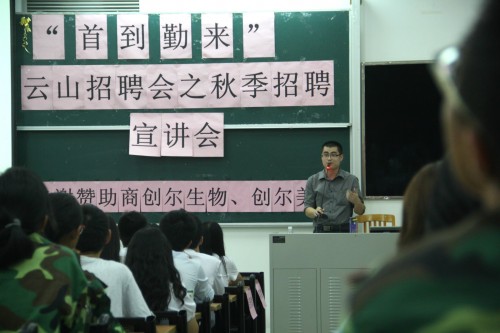 “首到勤来”
云山招聘会之秋季招聘
宣讲会
谢赞助商创尔生物、创尔美